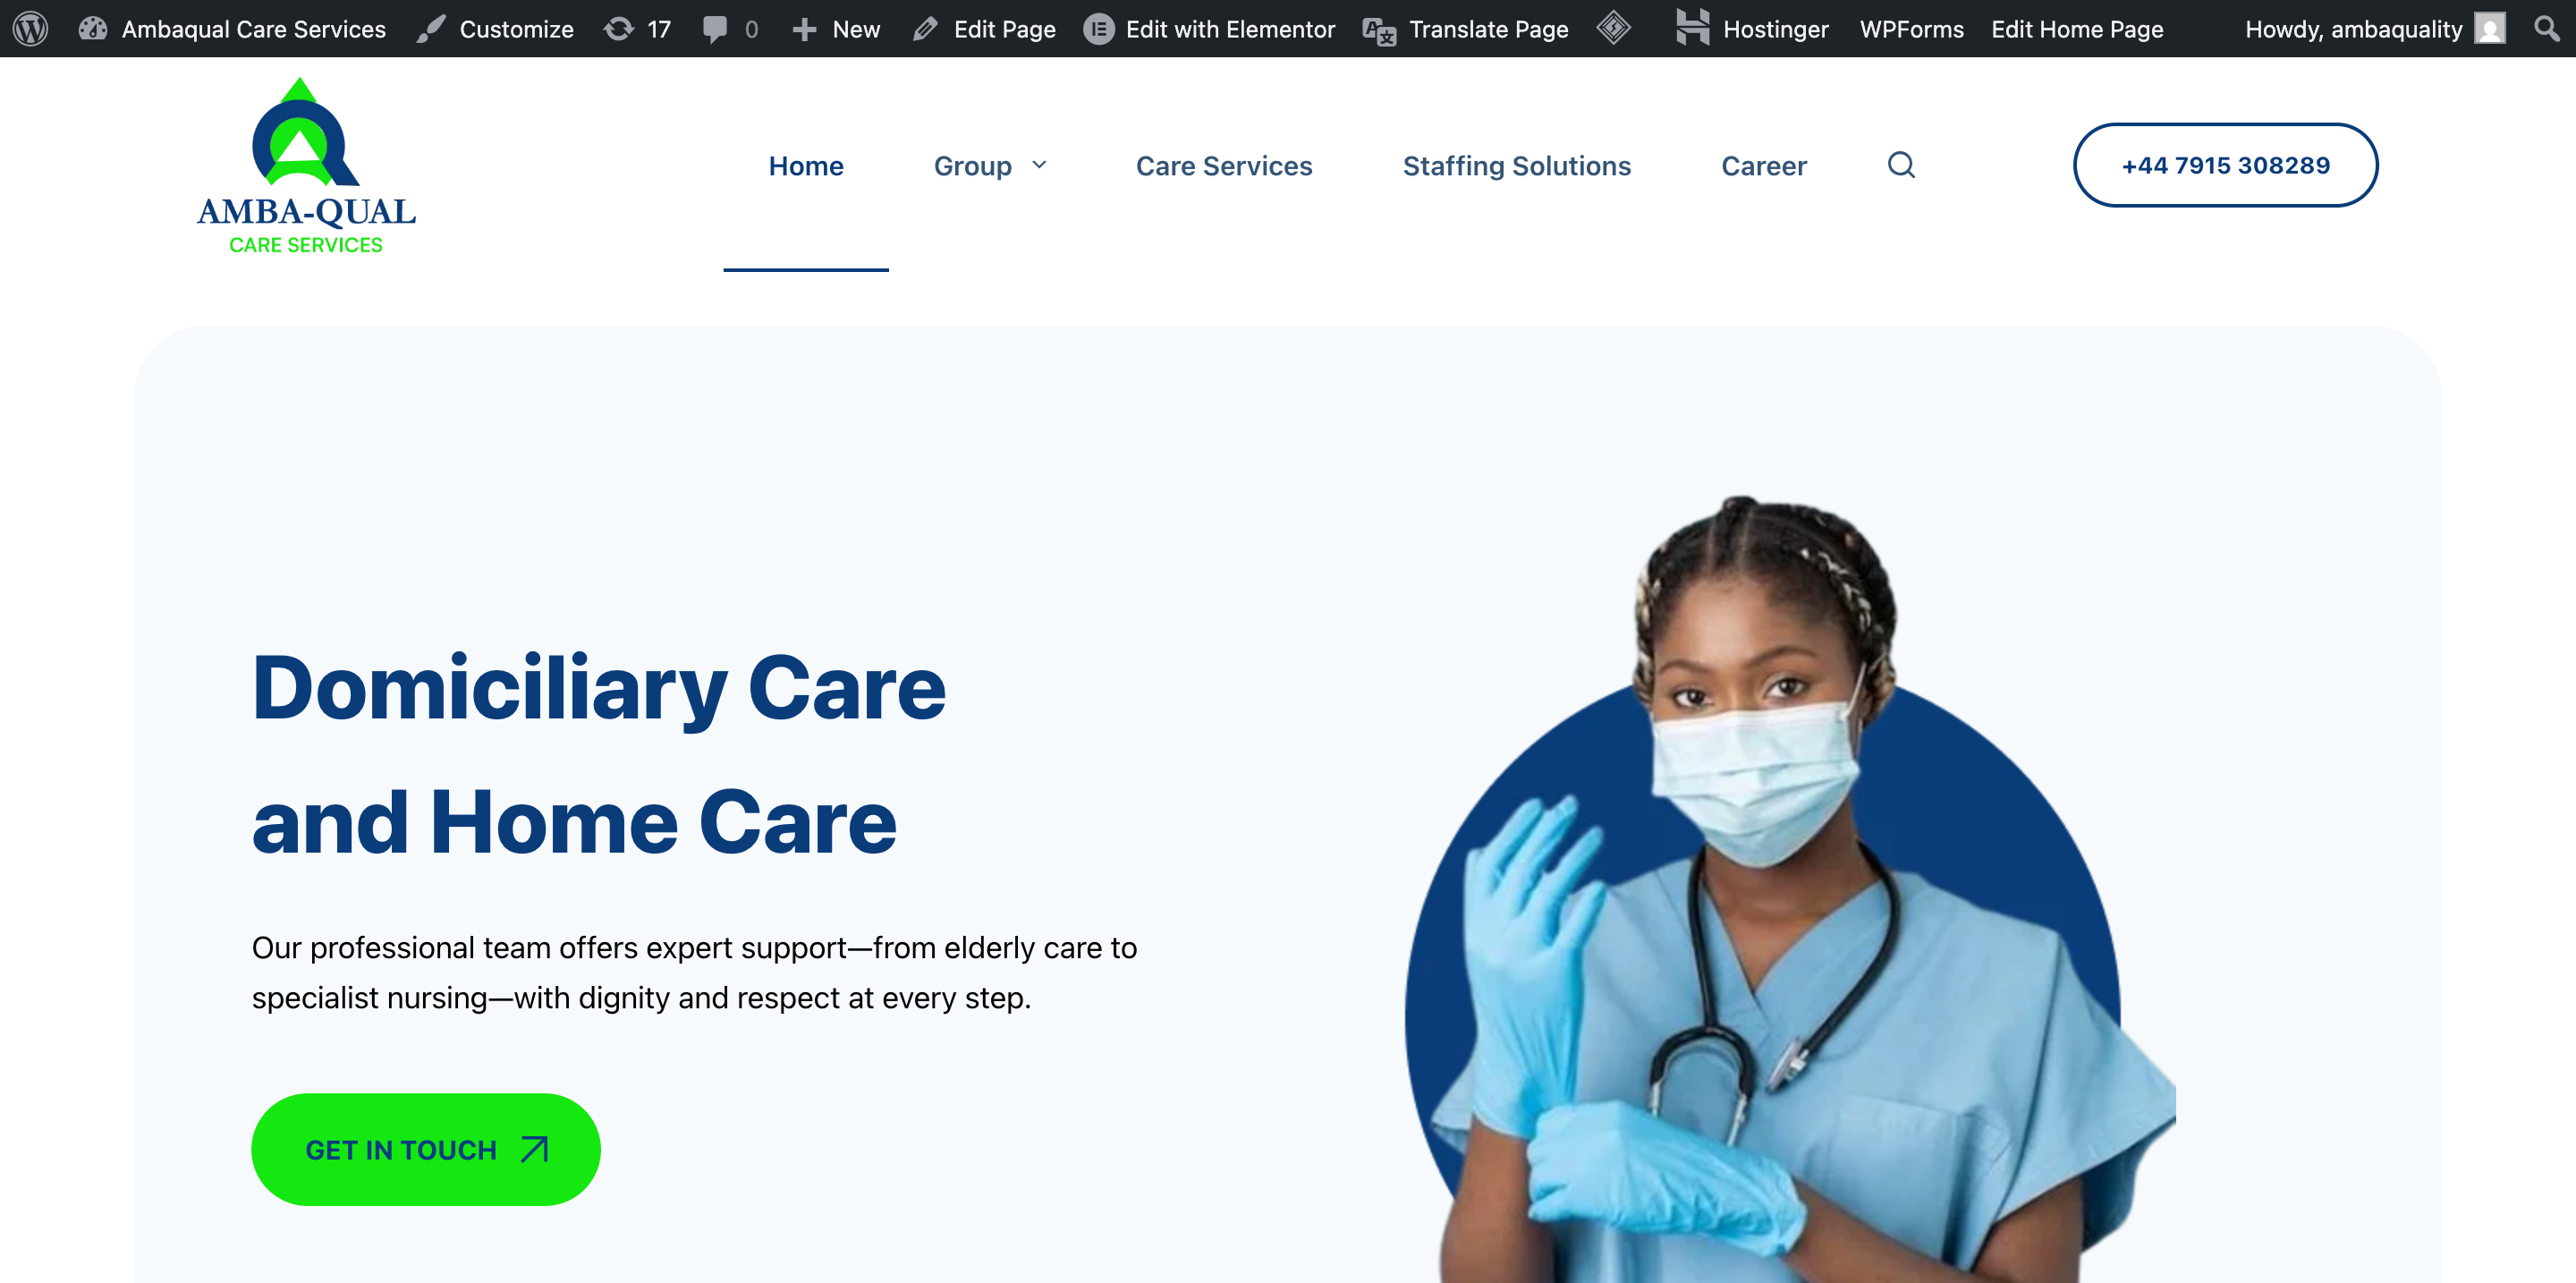 Ambaqual Care Services Customize 17 0 New Edit Page Edit with Elementor Translate Page Hostinger WPForms Edit Home Page Howdy, ambaquality
AMBA-QUAL
CARE SERVICES
Home Group Care Services Staffing Solutions Career +44 7915 308289
Domiciliary Care
and Home Care
Our professional team offers expert support—from elderly care to
specialist nursing—with dignity and respect at every step.
GET IN TOUCH